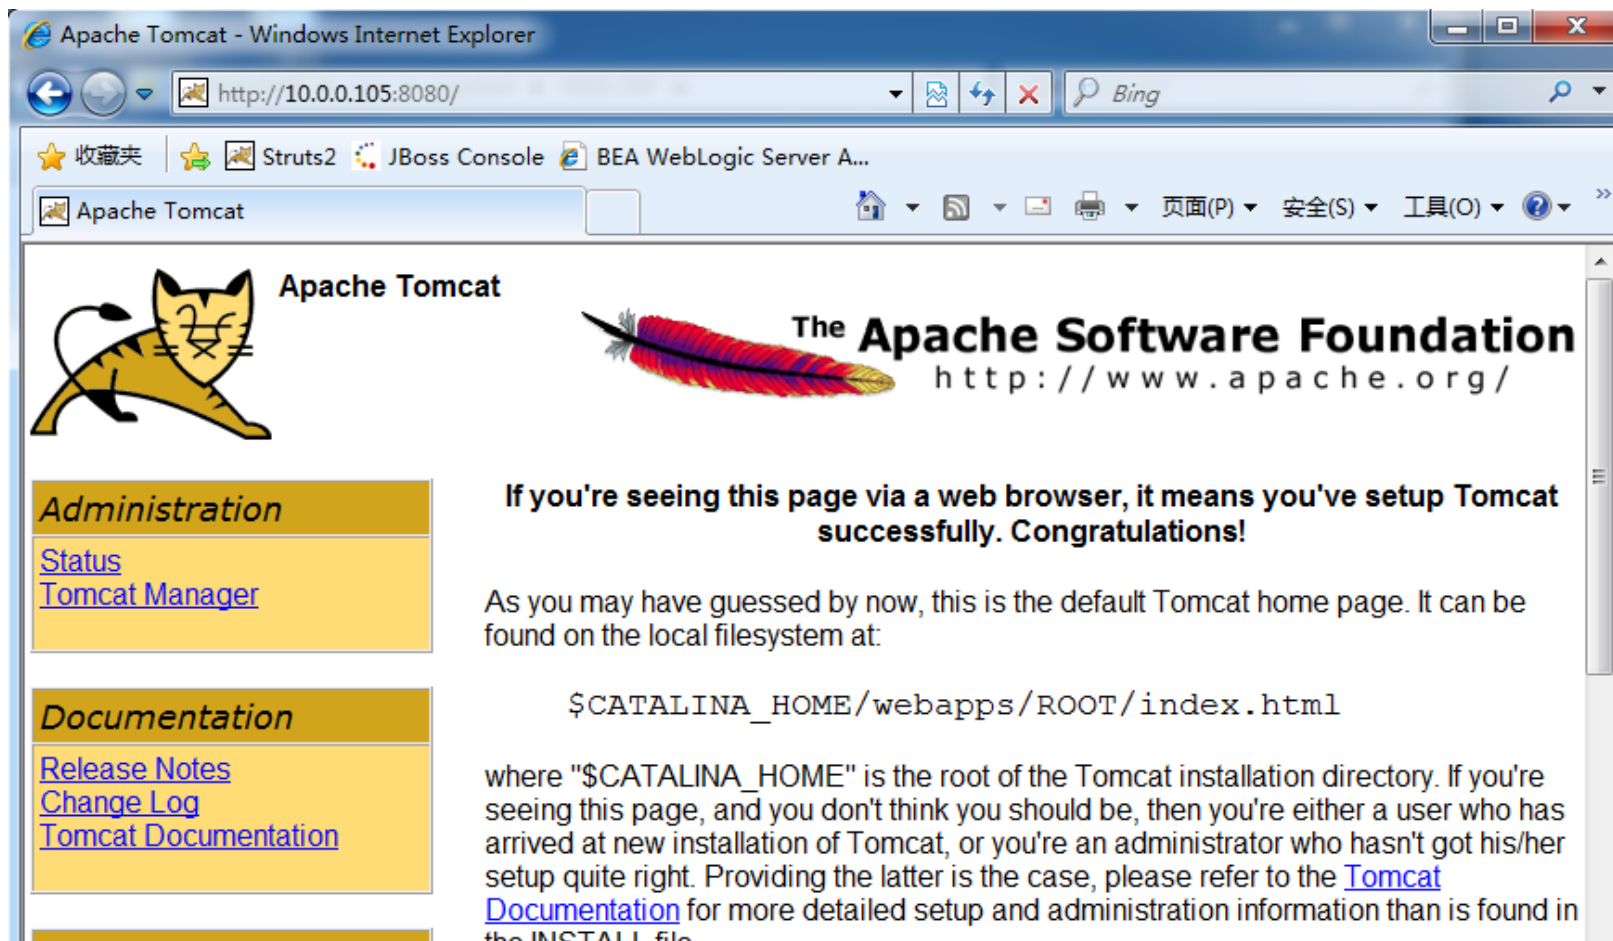 Apache Tomcat - Windows Internet Explorer
http://10.0.0.105:8080/
Bing
收藏夹 Struts2 JBoss Console BEA WebLogic Server A...
Apache Tomcat 页面(P) 安全(S) 工具(O) »
Apache Tomcat
The Apache Software Foundation
http://www.apache.org/
Administration
Status
Tomcat Manager
Documentation
Release Notes
Change Log
Tomcat Documentation
If you're seeing this page via a web browser, it means you've setup Tomcat
successfully. Congratulations!
As you may have guessed by now, this is the default Tomcat home page. It can be
found on the local filesystem at:
$CATALINA_HOME/webapps/ROOT/index.html
where "$CATALINA_HOME" is the root of the Tomcat installation directory. If you're
seeing this page, and you don't think you should be, then you're either a user who has
arrived at new installation of Tomcat, or you're an administrator who hasn't got his/her
setup quite right. Providing the latter is the case, please refer to the Tomcat
Documentation for more detailed setup and administration information than is found in
the INSTALL file